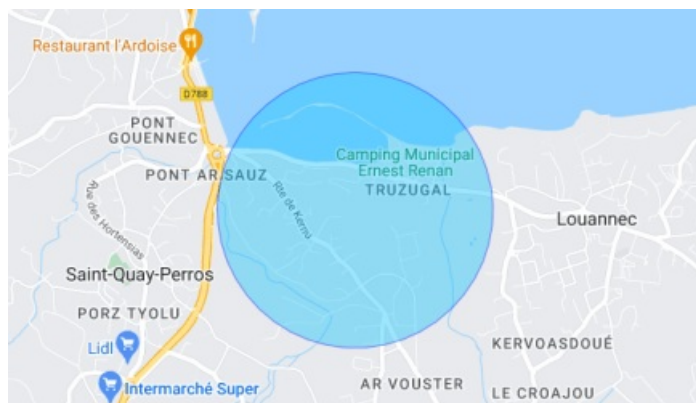 Restaurant l'Ardoise
D788
PONT
GOUENNEC
Camping Municipal
Ernest Renan
PONT AR SAUZ
TRUZUGAL
Rue des Hortensias
Rte de Kernu
Louannec
Saint-Quay-Perros
PORZ TYOLU
Lidl
KERVOASDOUÉ
Intermarché Super
AR VOUSTER
LE CROAJOU